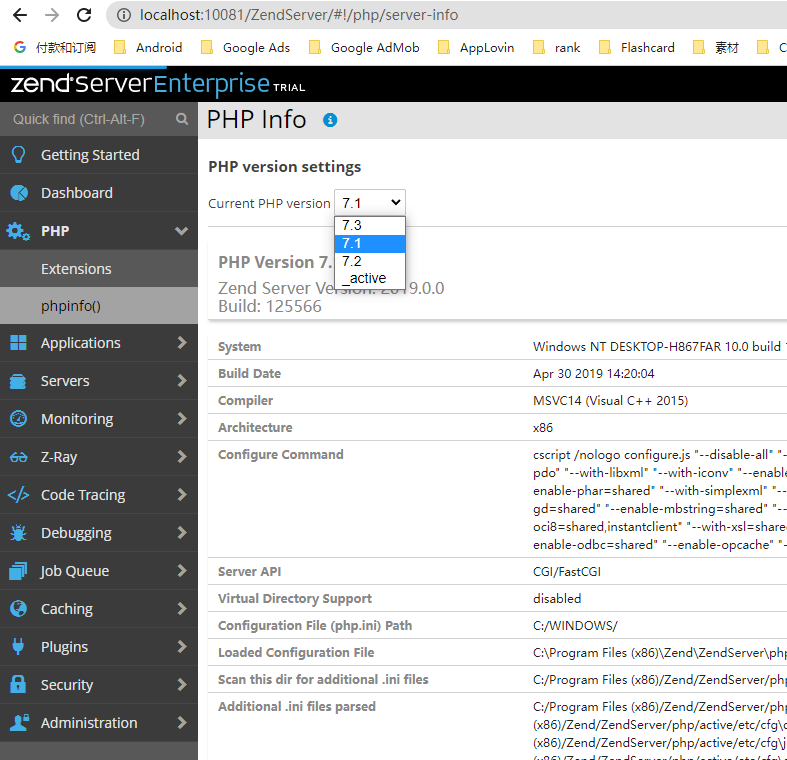 localhost:10081/ZendServer/#!/php/server-info
付款和订阅 Android Google Ads Google AdMob AppLovin rank Flashcard 素材
zend Server Enterprise TRIAL
Quick find (Ctrl-Alt-F)
PHP Info
Getting Started
Dashboard
PHP
Extensions
phpinfo()
Applications
Servers
Monitoring
Z-Ray
Code Tracing
Debugging
Job Queue
Caching
Plugins
Security
Administration
PHP version settings
Current PHP version 7.1
7.3
7.1
7.2
_active
PHP Version 7.
Zend Server Version: 2019.0.0
Build: 125566
System Windows NT DESKTOP-H867FAR 10.0 build
Build Date Apr 30 2019 14:20:04
Compiler MSVC14 (Visual C++ 2015)
Architecture x86
Configure Command cscript /nologo configure.js "--disable-all" "-
pdo" "--with-libxml" "--with-iconv" "--enable
enable-phar=shared" "--with-simplexml" "--
gd=shared" "--enable-mbstring=shared" "--
oci8=shared,instantclient" "--with-xsl=share
enable-odbc=shared" "--enable-opcache" "-
Server API CGI/FastCGI
Virtual Directory Support disabled
Configuration File (php.ini) Path C:/WINDOWS/
Loaded Configuration File C:\Program Files (x86)\Zend\ZendServer\php
Scan this dir for additional .ini files C:/Program Files (x86)/Zend/ZendServer/php
Additional .ini files parsed C:/Program Files (x86)/Zend/ZendServer/php
(x86)/Zend/ZendServer/php/active/etc/cfg\c
(x86)/Zend/ZendServer/php/active/etc/cfg\j